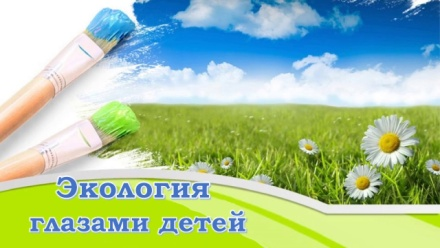 Экология
глазами детей